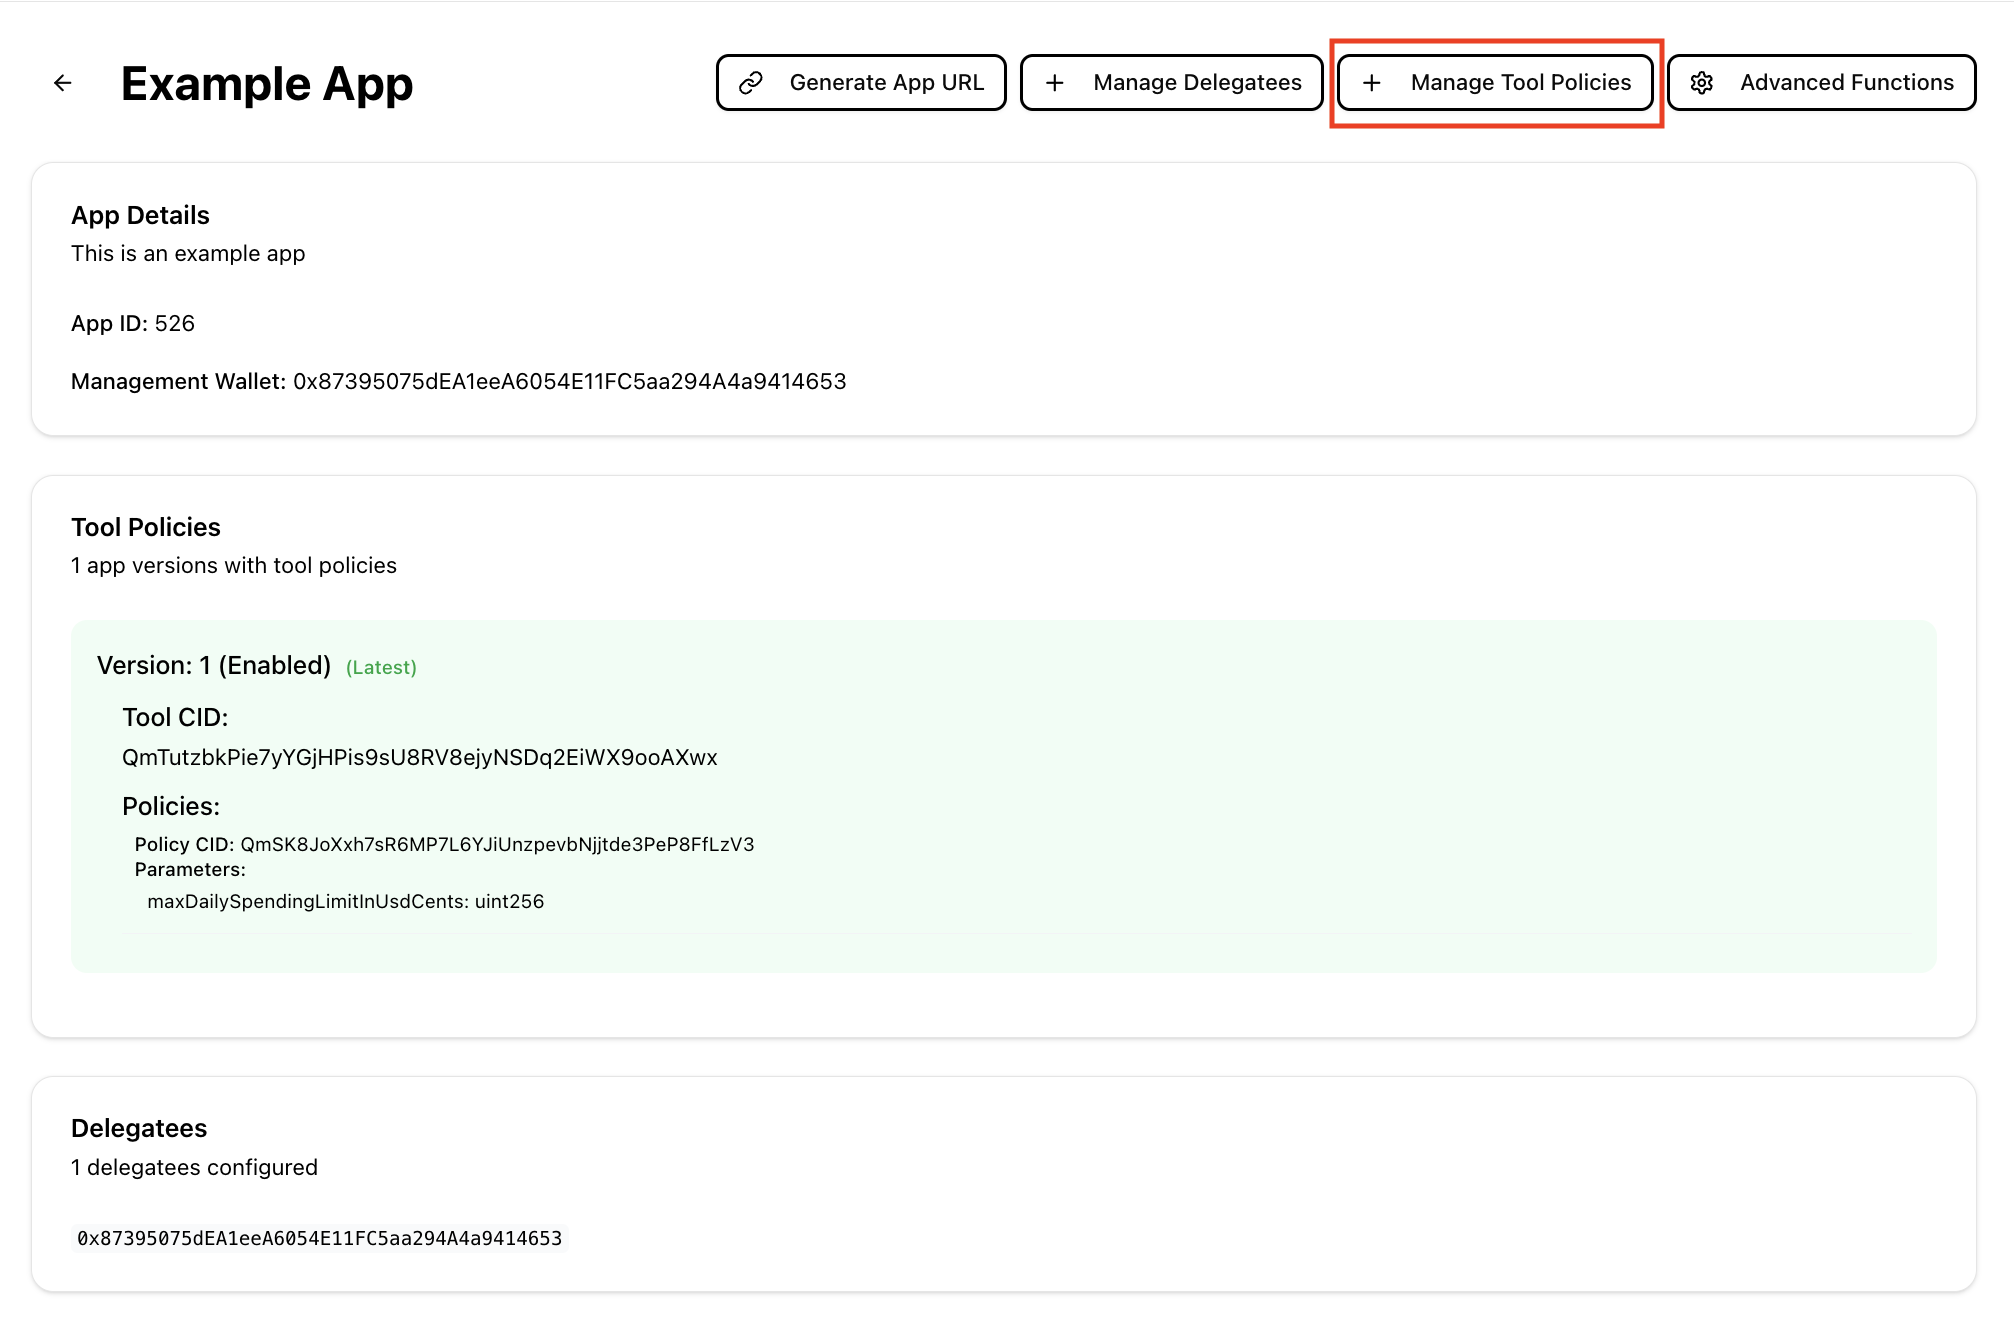 Example App
Generate App URL
Manage Delegatees
Manage Tool Policies
Advanced Functions
App Details
This is an example app
App ID: 526
Management Wallet: 0x87395075dEA1eeA6054E11FC5aa294A4a9414653
Tool Policies
1 app versions with tool policies
Version: 1 (Enabled) (Latest)
Tool CID:
QmTutzbkPie7yYGjHPis9sU8RV8ejyNSDq2EiWX9ooAXwx
Policies:
Policy CID: QmSK8JoXxh7sR6MP7L6YJiUnzpevbNjjtde3PeP8FfLzV3
Parameters:
maxDailySpendingLimitInUsdCents: uint256
Delegatees
1 delegatees configured
0x87395075dEA1eeA6054E11FC5aa294A4a9414653